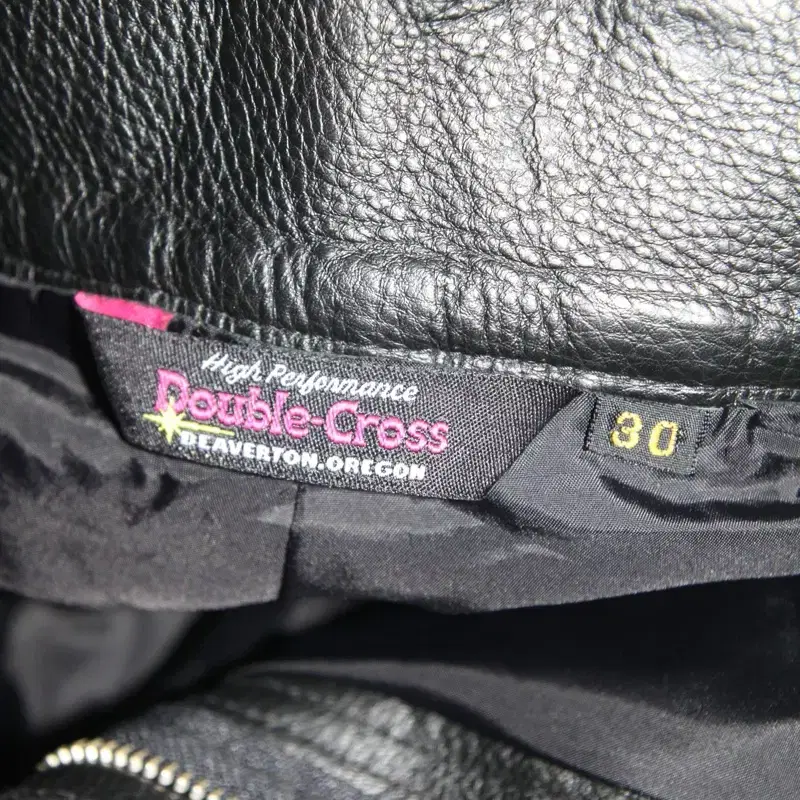 High Performance
Double-Cross
BEAVERTON.OREGON
30